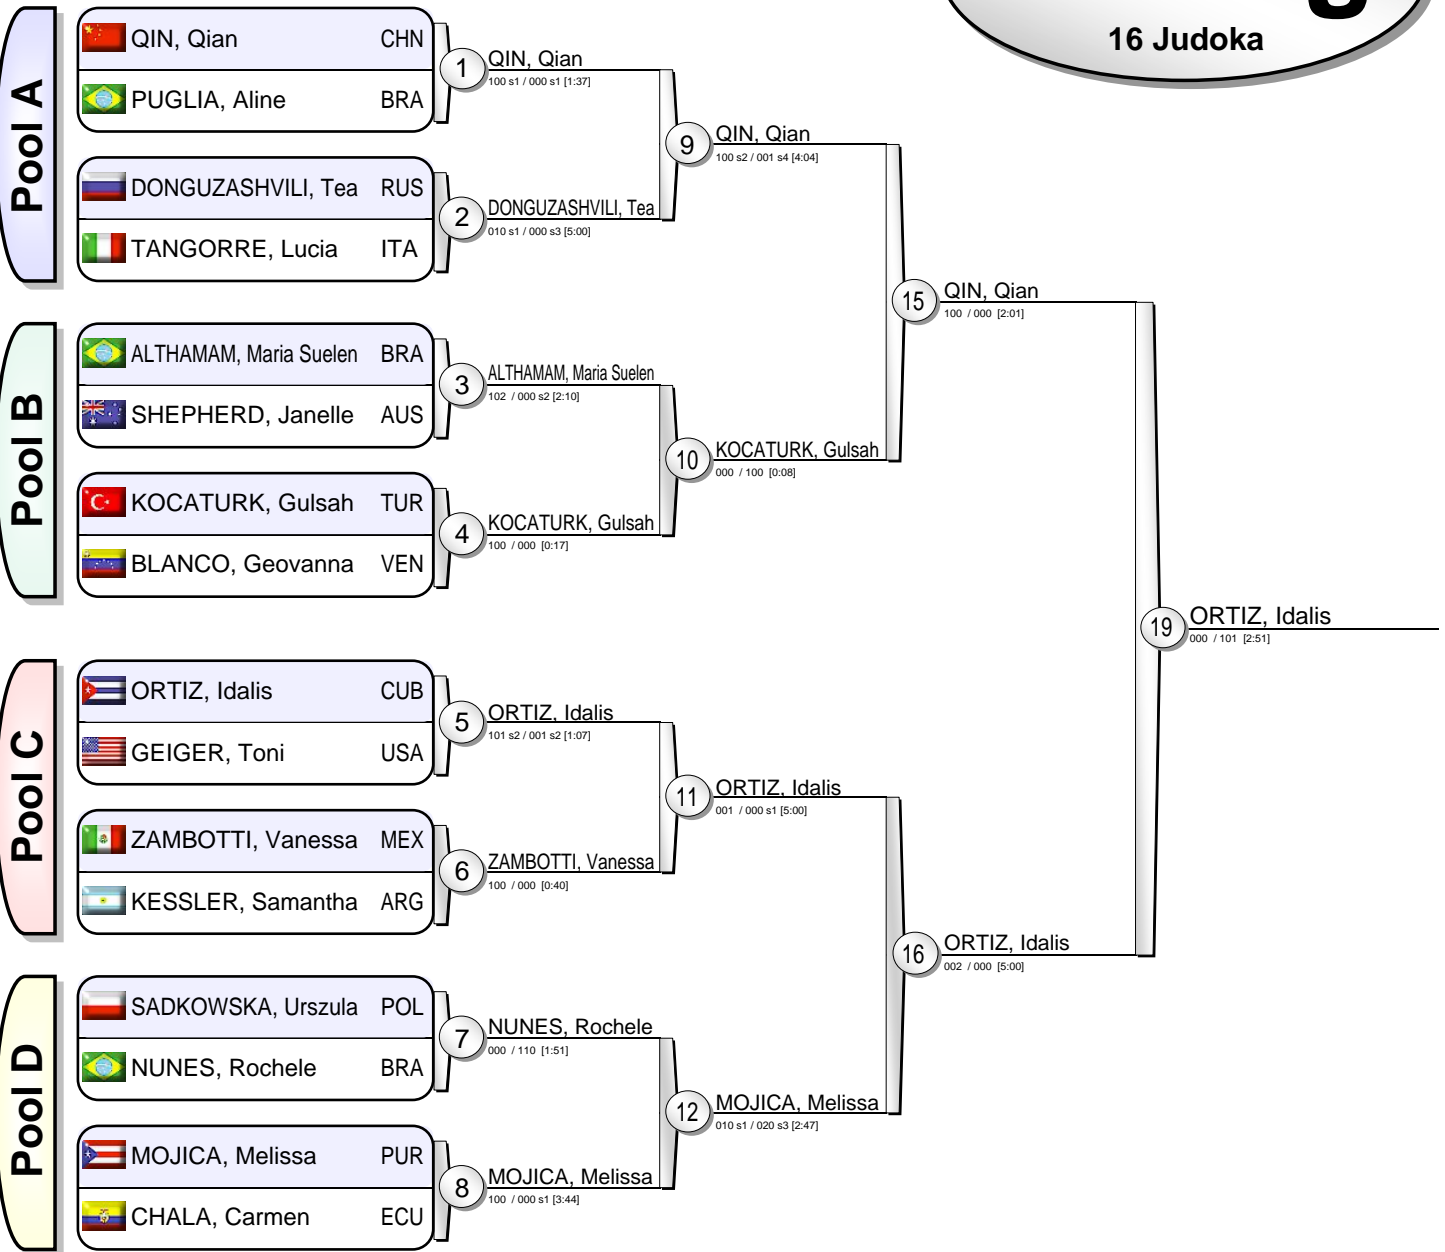 16 Judoka
Pool A
QIN, Qian CHN
PUGLIA, Aline BRA
DONGUZASHVILI, Tea RUS
TANGORRE, Lucia ITA
Pool B
ALTHAMAM, Maria Suelen BRA
SHEPHERD, Janelle AUS
KOCATURK, Gulsah TUR
BLANCO, Geovanna VEN
Pool C
ORTIZ, Idalis CUB
GEIGER, Toni USA
ZAMBOTTI, Vanessa MEX
KESSLER, Samantha ARG
Pool D
SADKOWSKA, Urszula POL
NUNES, Rochele BRA
MOJICA, Melissa PUR
CHALA, Carmen ECU
1 QIN, Qian
100 s1 / 000 s1 [1:37]
2 DONGUZASHVILI, Tea
010 s1 / 000 s3 [5:00]
3 ALTHAMAM, Maria Suelen
102 / 000 s2 [2:10]
4 KOCATURK, Gulsah
100 / 000 [0:17]
5 ORTIZ, Idalis
101 s2 / 001 s2 [1:07]
6 ZAMBOTTI, Vanessa
100 / 000 [0:40]
7 NUNES, Rochele
000 / 110 [1:51]
8 MOJICA, Melissa
100 / 000 s1 [3:44]
9 QIN, Qian
100 s2 / 001 s4 [4:04]
10 KOCATURK, Gulsah
000 / 100 [0:08]
11 ORTIZ, Idalis
001 / 000 s1 [5:00]
12 MOJICA, Melissa
010 s1 / 020 s3 [2:47]
15 QIN, Qian
100 / 000 [2:01]
16 ORTIZ, Idalis
002 / 000 [5:00]
19 ORTIZ, Idalis
000 / 101 [2:51]